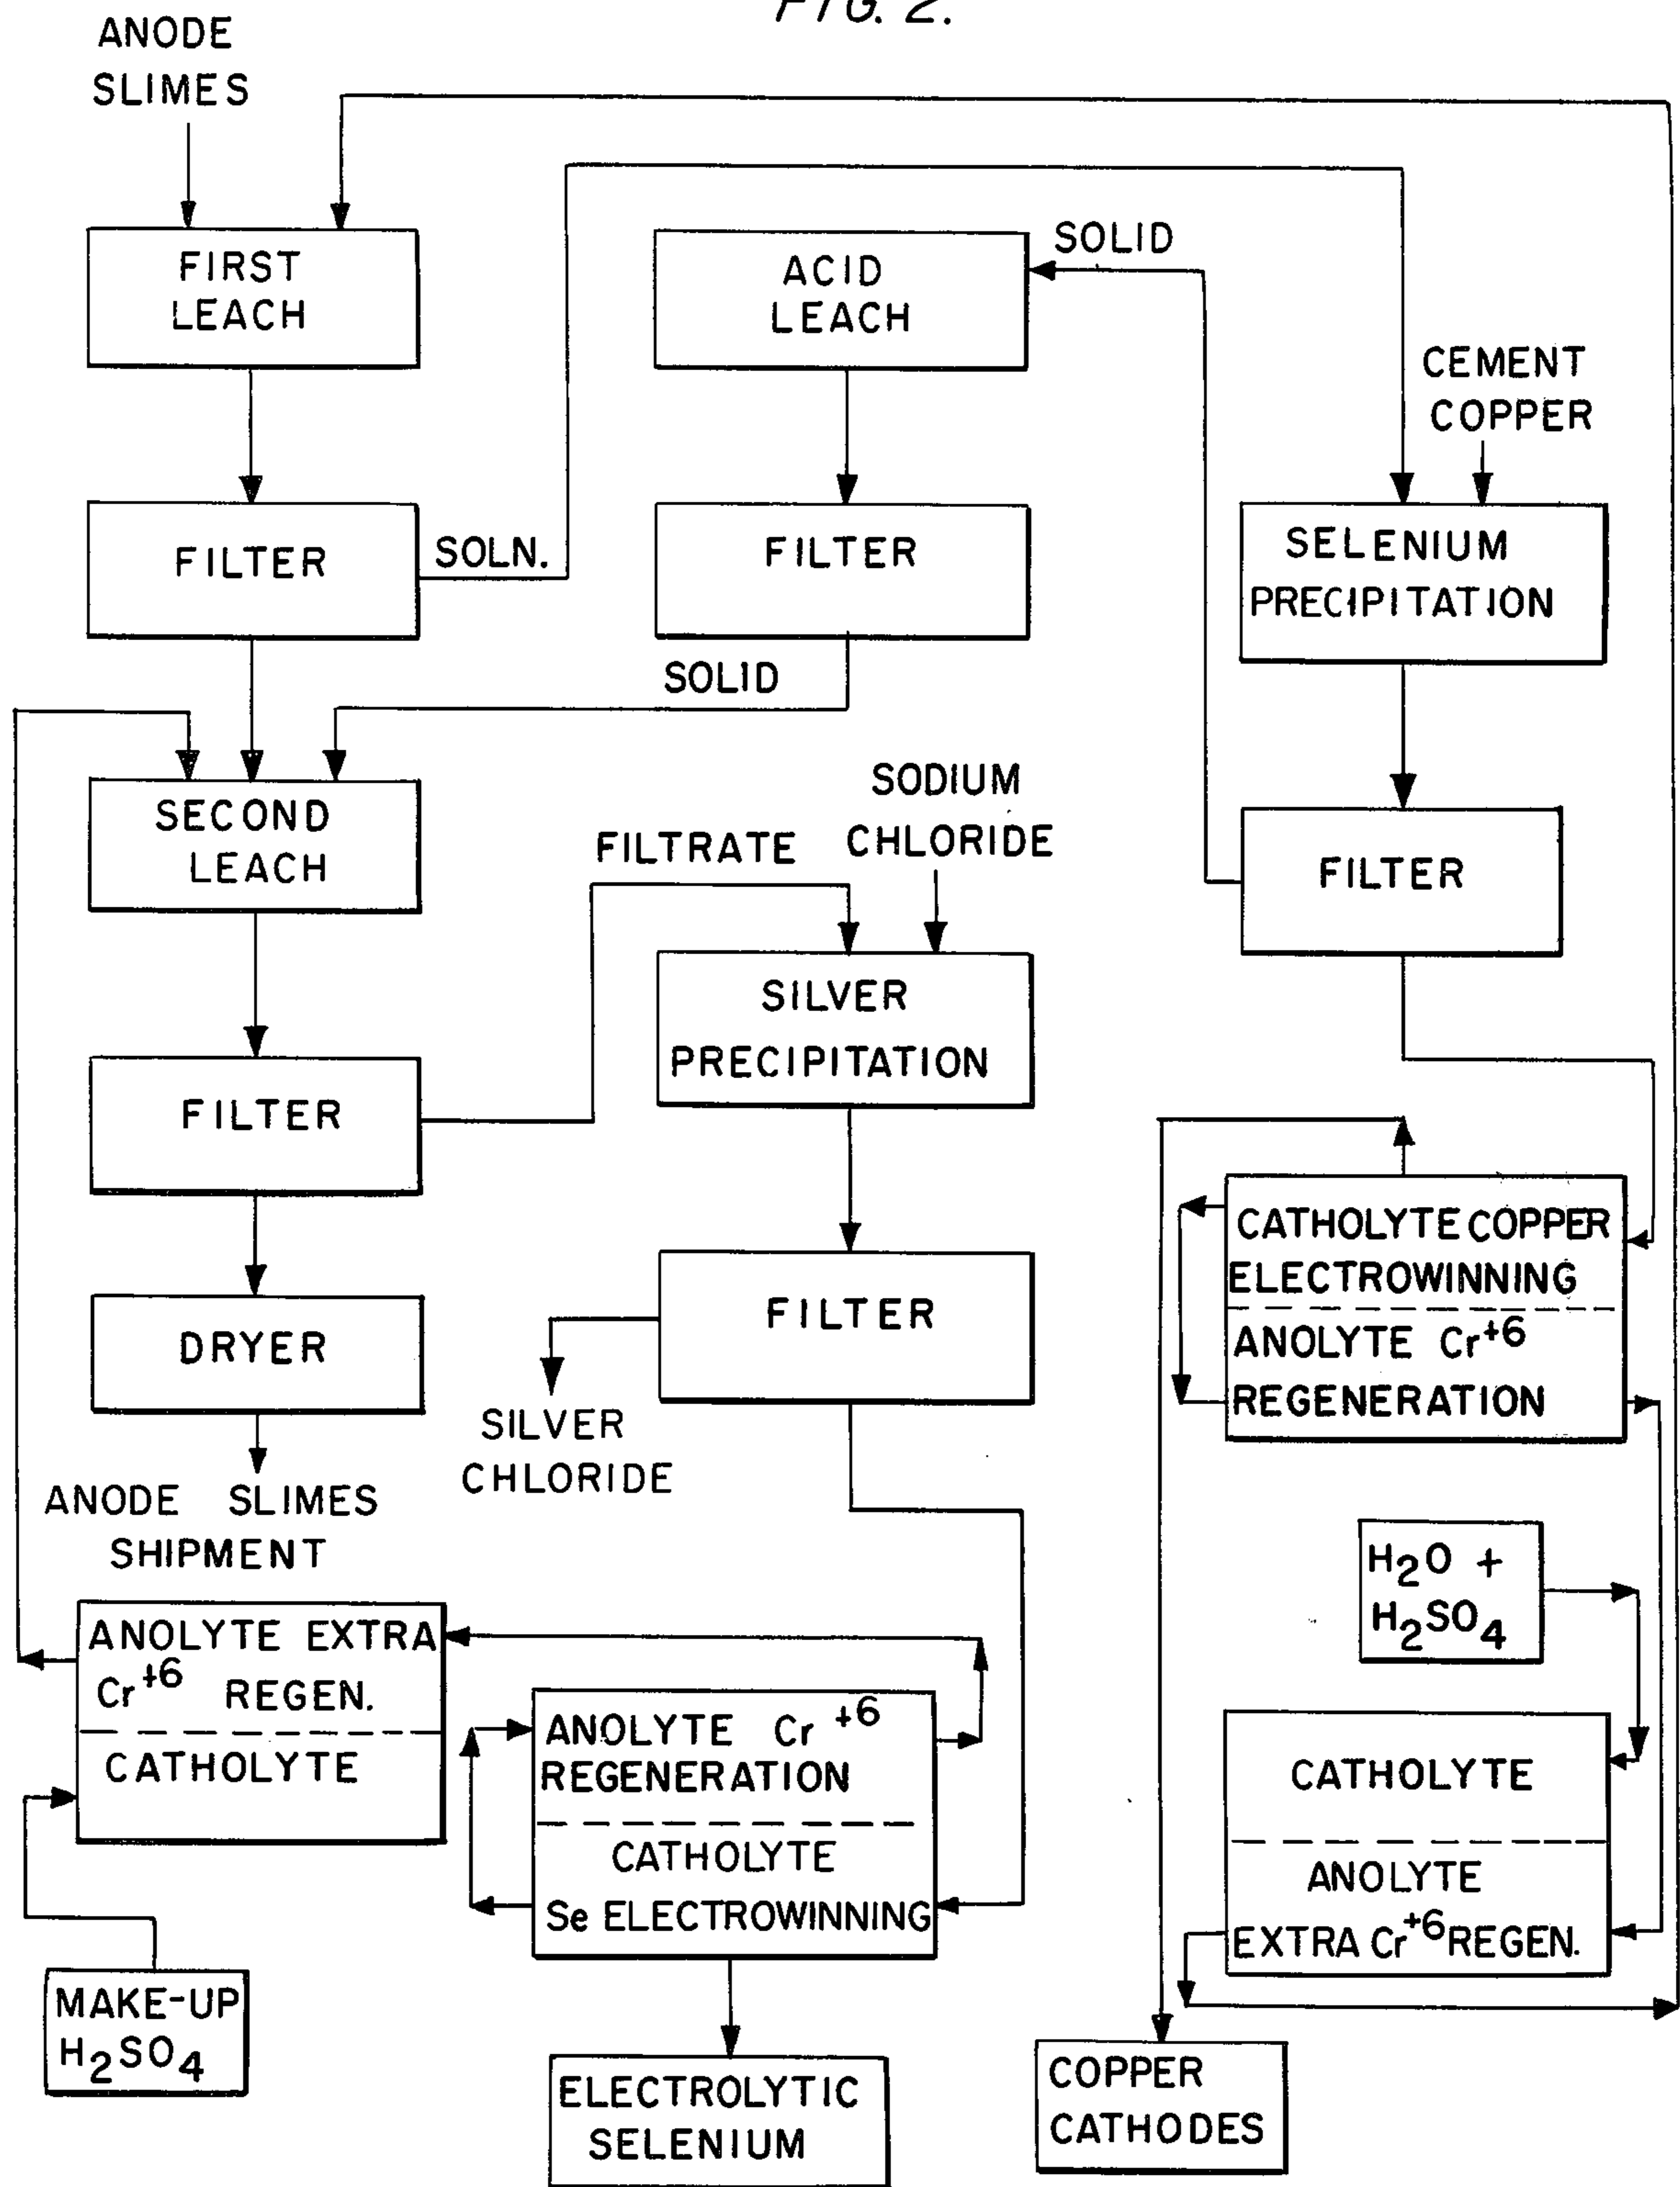 FIG. 2.
ANODE
SLIMES
FIRST
LEACH
ACID
LEACH
SOLID
CEMENT
COPPER
FILTER
SOLN.
FILTER
SELENIUM
PRECIPITATION
SOLID
SECOND
LEACH
FILTRATE
SODIUM
CHLORIDE
FILTER
SILVER
PRECIPITATION
FILTER
CATHOLYTE COPPER
ELECTROWINNING
ANOLYTE Cr+6
REGENERATION
DRYER
FILTER
SILVER
CHLORIDE
ANODE SLIMES
SHIPMENT
H2O +
H2SO4
ANOLYTE EXTRA
Cr+6 REGEN.
CATHOLYTE
ANOLYTE Cr+6
REGENERATION
CATHOLYTE
Se ELECTROWINNING
CATHOLYTE
ANOLYTE
EXTRA Cr+6 REGEN.
MAKE-UP
H2SO4
ELECTROLYTIC
SELENIUM
COPPER
CATHODES